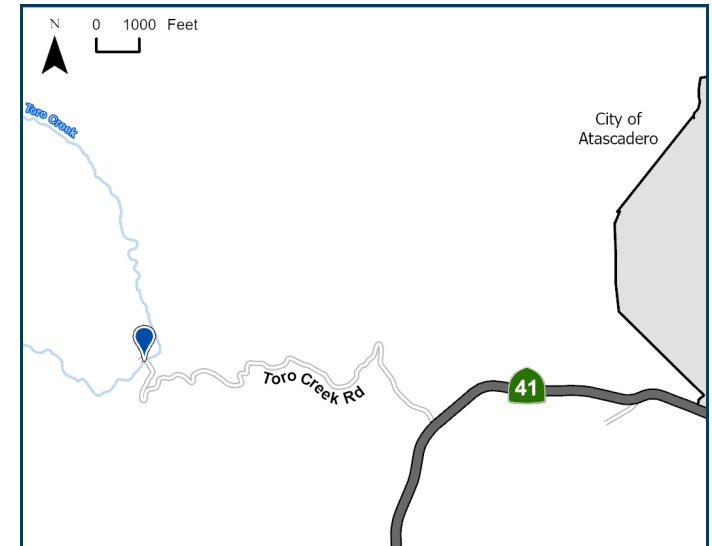 N
0 1000 Feet
Toro Creek
City of
Atascadero
Toro Creek Rd
41